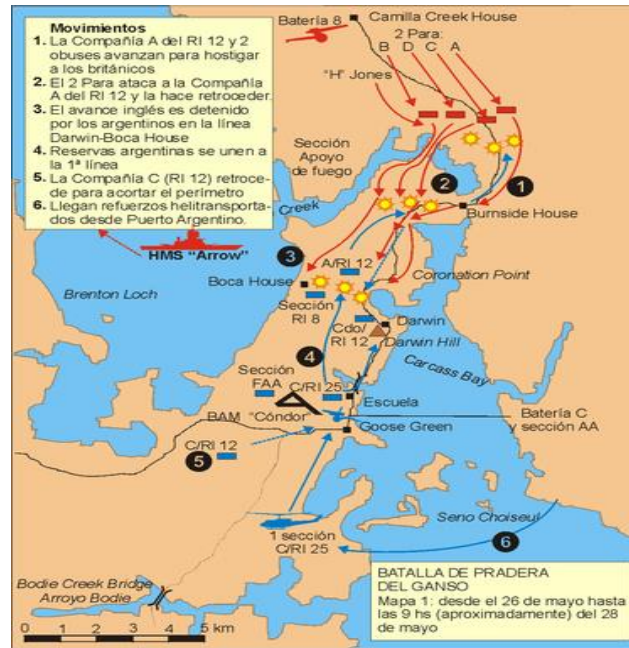 Movimientos
1. La Compañía A del RI 12 y 2
obuses avanzan para hostigar
a los británicos
2. El 2 Para ataca a la Compañía
A del RI 12 y la hace retroceder.
3. El avance inglés es detenido
por los argentinos en la línea
Darwin-Boca House
4. Reservas argentinas se unen a
la 1ª línea
5. La Compañía C (RI 12) retroce-
de para acortar el perímetro
6. Llegan refuerzos helitransporta-
dos desde Puerto Argentino.
Batería 8
Camilla Creek House
2 Para:
B D C A
"H" Jones
Sección
Apoyo
de fuego
2
1
Creek
Burnside House
HMS "Arrow"
3
A/RI 12
Coronation Point
Boca House
Brenton Loch
Sección
RI 8
Cdo/
RI 12
Darwin
Darwin Hill
4
Carcass Bay
Sección
FAA
C/RI 25
Escuela
BAM "Cóndor"
Batería C
y sección AA
Goose Green
C/RI 12
5
Seno Choiseul
6
1 sección
C/RI 25
Bodie Creek Bridge
Arroyo Bodie
0 1 2 3 4 5 km
BATALLA DE PRADERA
DEL GANSO
Mapa 1: desde el 26 de mayo hasta
las 9 hs (aproximadamente) del 28
de mayo